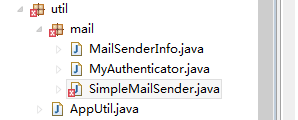 util
mail
MailSenderInfo.java
MyAuthenticator.java
SimpleMailSender.java
AppUtil.java